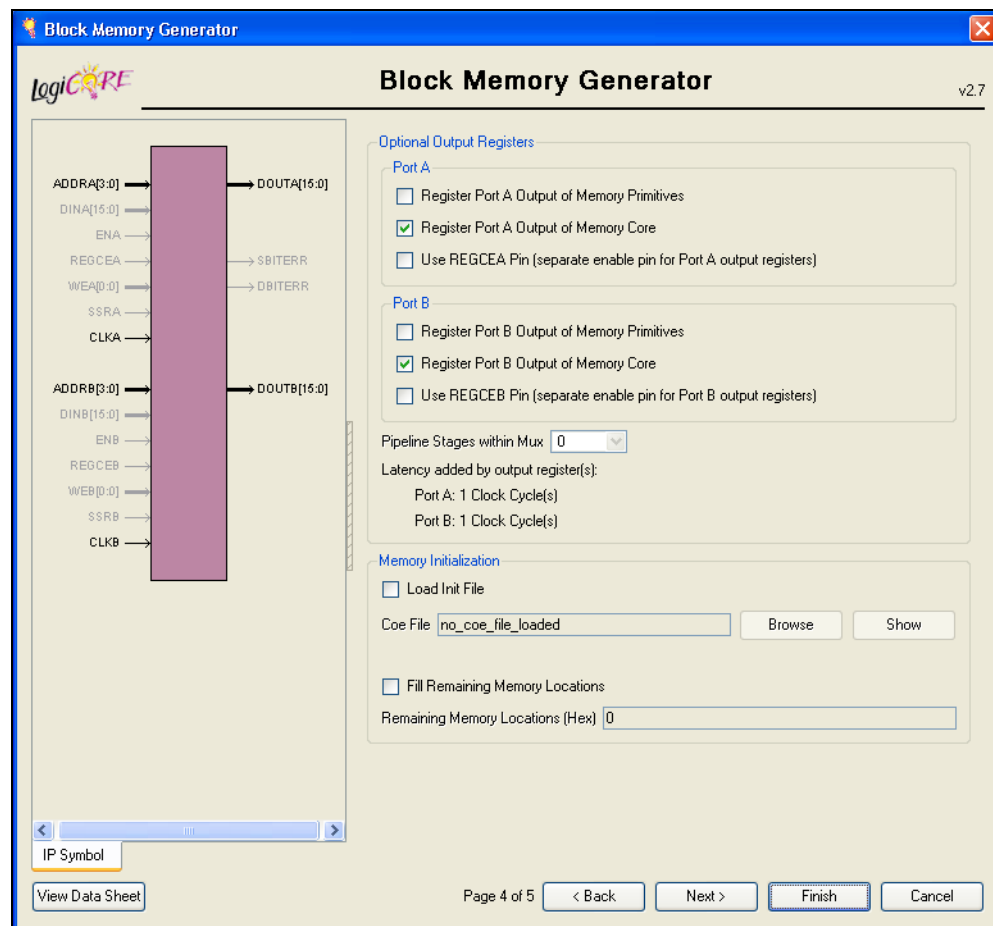 Block Memory Generator
LogiCORE
Block Memory Generator
v2.7
ADDRA[3:0]
DOUTA[15:0]
DINA[15:0]
ENA
REGCEA
SBITERR
WEA[0:0]
DBITERR
SSRA
CLKA
ADDRB[3:0]
DOUTB[15:0]
DINB[15:0]
ENB
REGCEB
WEB[0:0]
SSRB
CLKB
IP Symbol
Optional Output Registers
Port A
Register Port A Output of Memory Primitives
Register Port A Output of Memory Core
Use REGCEA Pin (separate enable pin for Port A output registers)
Port B
Register Port B Output of Memory Primitives
Register Port B Output of Memory Core
Use REGCEB Pin (separate enable pin for Port B output registers)
Pipeline Stages within Mux 0
Latency added by output register(s):
Port A: 1 Clock Cycle(s)
Port B: 1 Clock Cycle(s)
Memory Initialization
Load Init File
Coe File no_coe_file_loaded Browse Show
Fill Remaining Memory Locations
Remaining Memory Locations (Hex) 0
View Data Sheet Page 4 of 5 < Back Next > Finish Cancel